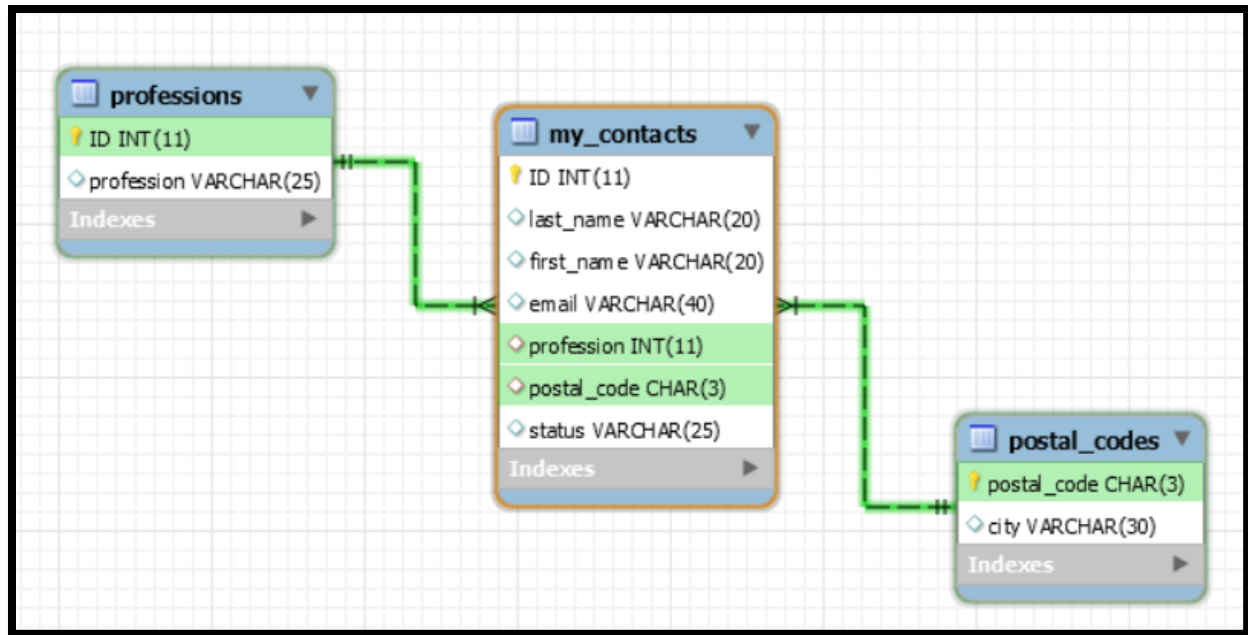 professions
ID INT(11)
profession VARCHAR(25)
Indexes
my_contacts
ID INT(11)
last_name VARCHAR(20)
first_name VARCHAR(20)
email VARCHAR(40)
profession INT(11)
postal_code CHAR(3)
status VARCHAR(25)
Indexes
postal_codes
postal_code CHAR(3)
city VARCHAR(30)
Indexes